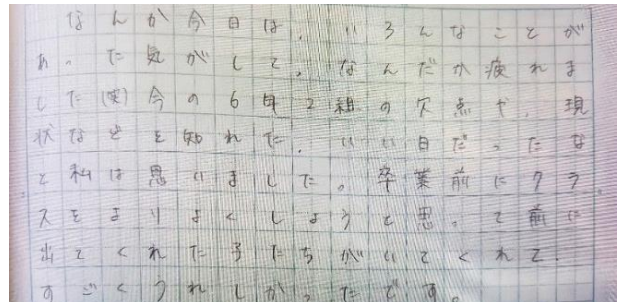 なんか今日は、いろんなことが
あった気がして、なんだか疲れま
した(笑)今の6年2組の欠点や、現
状などを知れた、いい日だったな
と私は思いました。卒業前にクラ
スをよりよくしようと思って前に
出てくれた子たちがいてくれて、
すごくうれしかったです。